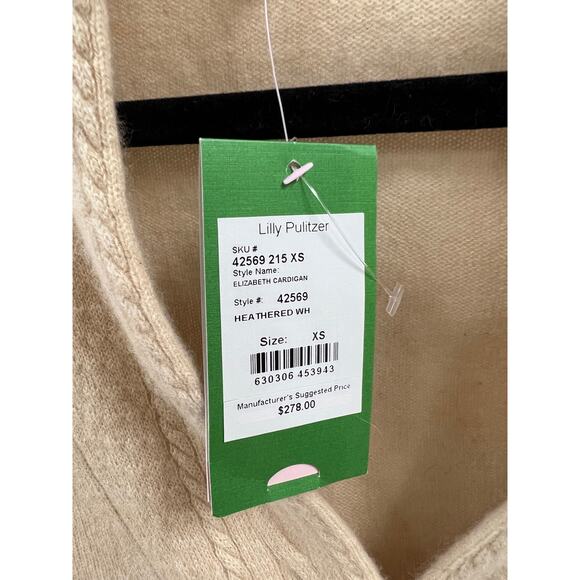 Lilly Pulitzer
SKU #
42569 215 XS
Style Name:
ELIZABETH CARDIGAN
Style #: 42569
HEATHERED WH
Size: XS
630306 453943
Manufacturer's Suggested Price
$278.00